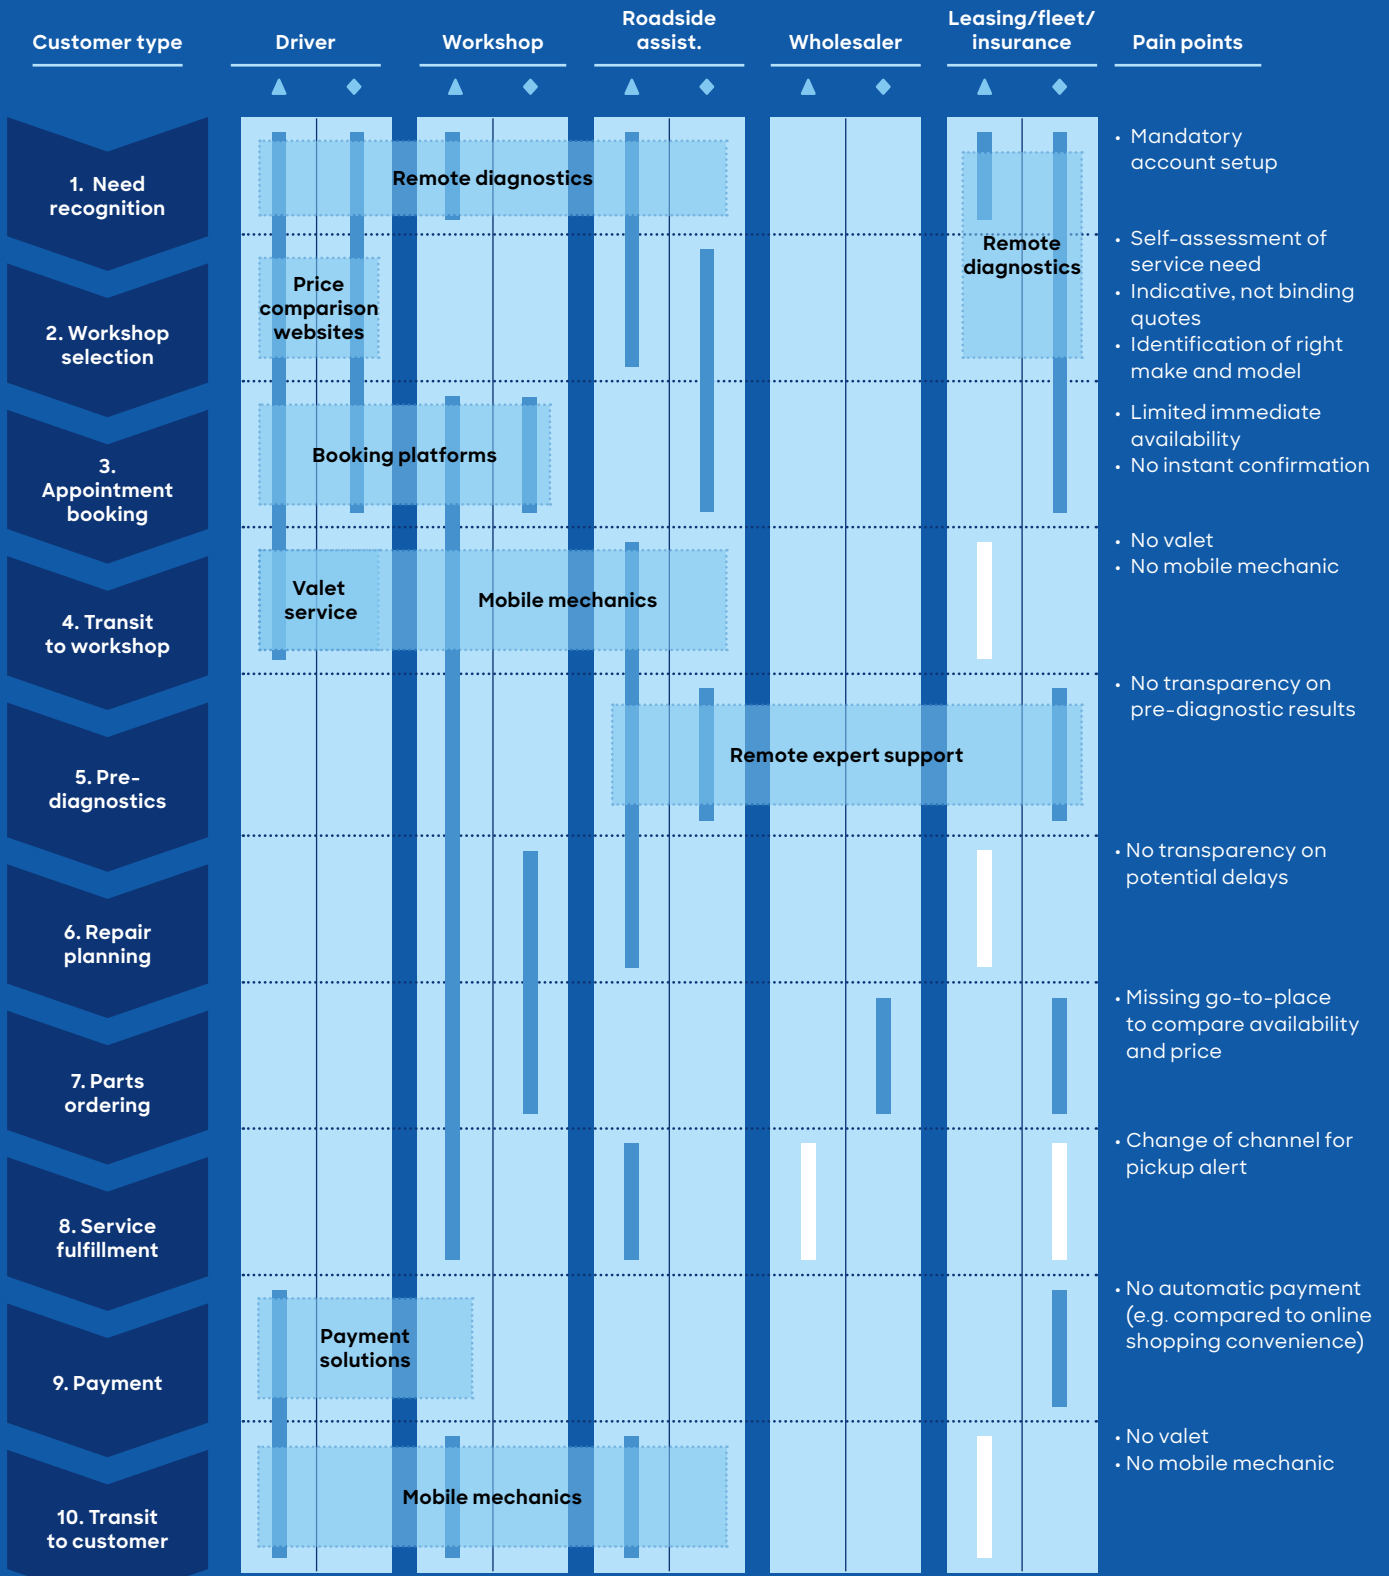 Customer type
Driver
Workshop
Roadside
assist.
Wholesaler
Leasing/fleet/
insurance
Pain points
1. Need
recognition
Remote diagnostics
Remote
diagnostics
• Mandatory
account setup
2. Workshop
selection
Price
comparison
websites
• Self-assessment of
service need
• Indicative, not binding
quotes
• Identification of right
make and model
3.
Appointment
booking
Booking platforms
• Limited immediate
availability
• No instant confirmation
4. Transit
to workshop
Valet
service
Mobile mechanics
• No valet
• No mobile mechanic
5. Pre-
diagnostics
Remote expert support
• No transparency on
pre-diagnostic results
6. Repair
planning
• No transparency on
potential delays
7. Parts
ordering
• Missing go-to-place
to compare availability
and price
8. Service
fulfillment
• Change of channel for
pickup alert
9. Payment
Payment
solutions
• No automatic payment
(e.g. compared to online
shopping convenience)
10. Transit
to customer
Mobile mechanics
• No valet
• No mobile mechanic